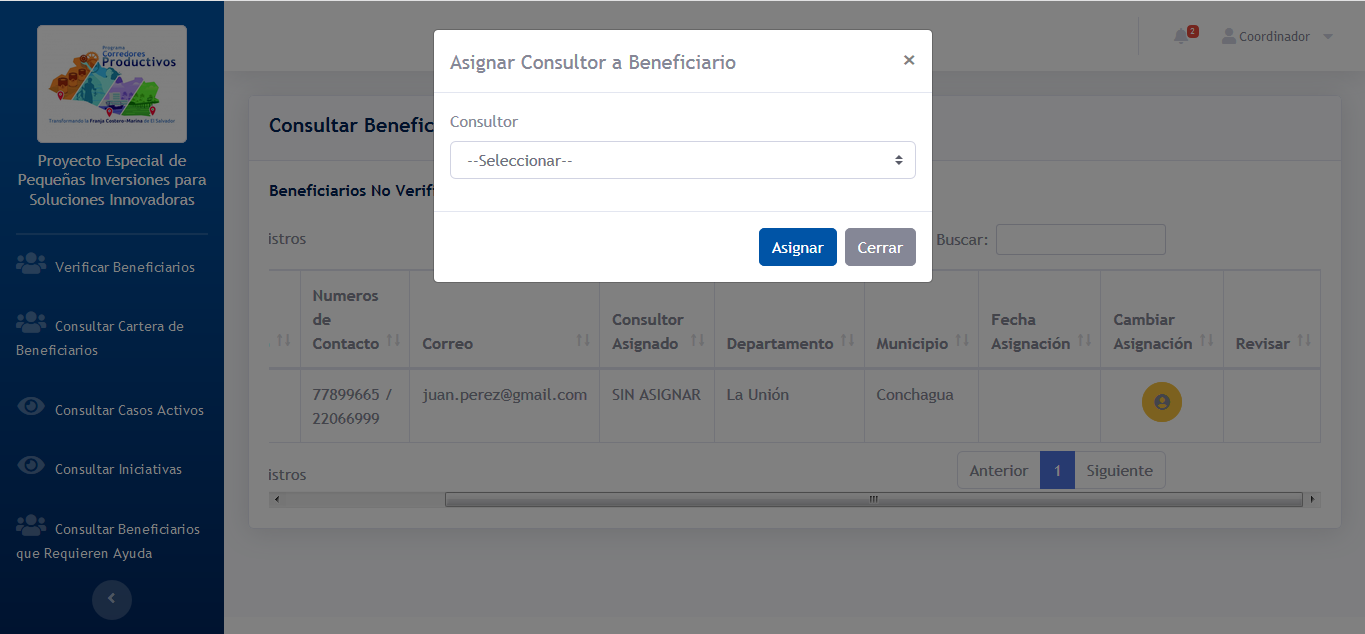 Programa
Corredores
Productivos
Transformando la Franja Costero-Marina de El Salvador
Proyecto Especial de
Pequeñas Inversiones para
Soluciones Innovadoras
Verificar Beneficiarios
Consultar Cartera de
Beneficiarios
Consultar Casos Activos
Consultar Iniciativas
Consultar Beneficiarios
que Requieren Ayuda
2
Coordinador
Asignar Consultor a Beneficiario
×
Consultor
--Seleccionar--
Asignar
Cerrar
Consultar Benefic
Beneficiarios No Verif
istros
Buscar:
Numeros
de
Contacto
Correo
Consultor
Asignado
Departamento
Municipio
Fecha
Asignación
Cambiar
Asignación
Revisar
77899665 /
22066999
juan.perez@gmail.com
SIN ASIGNAR
La Unión
Conchagua
istros
Anterior
1
Siguiente